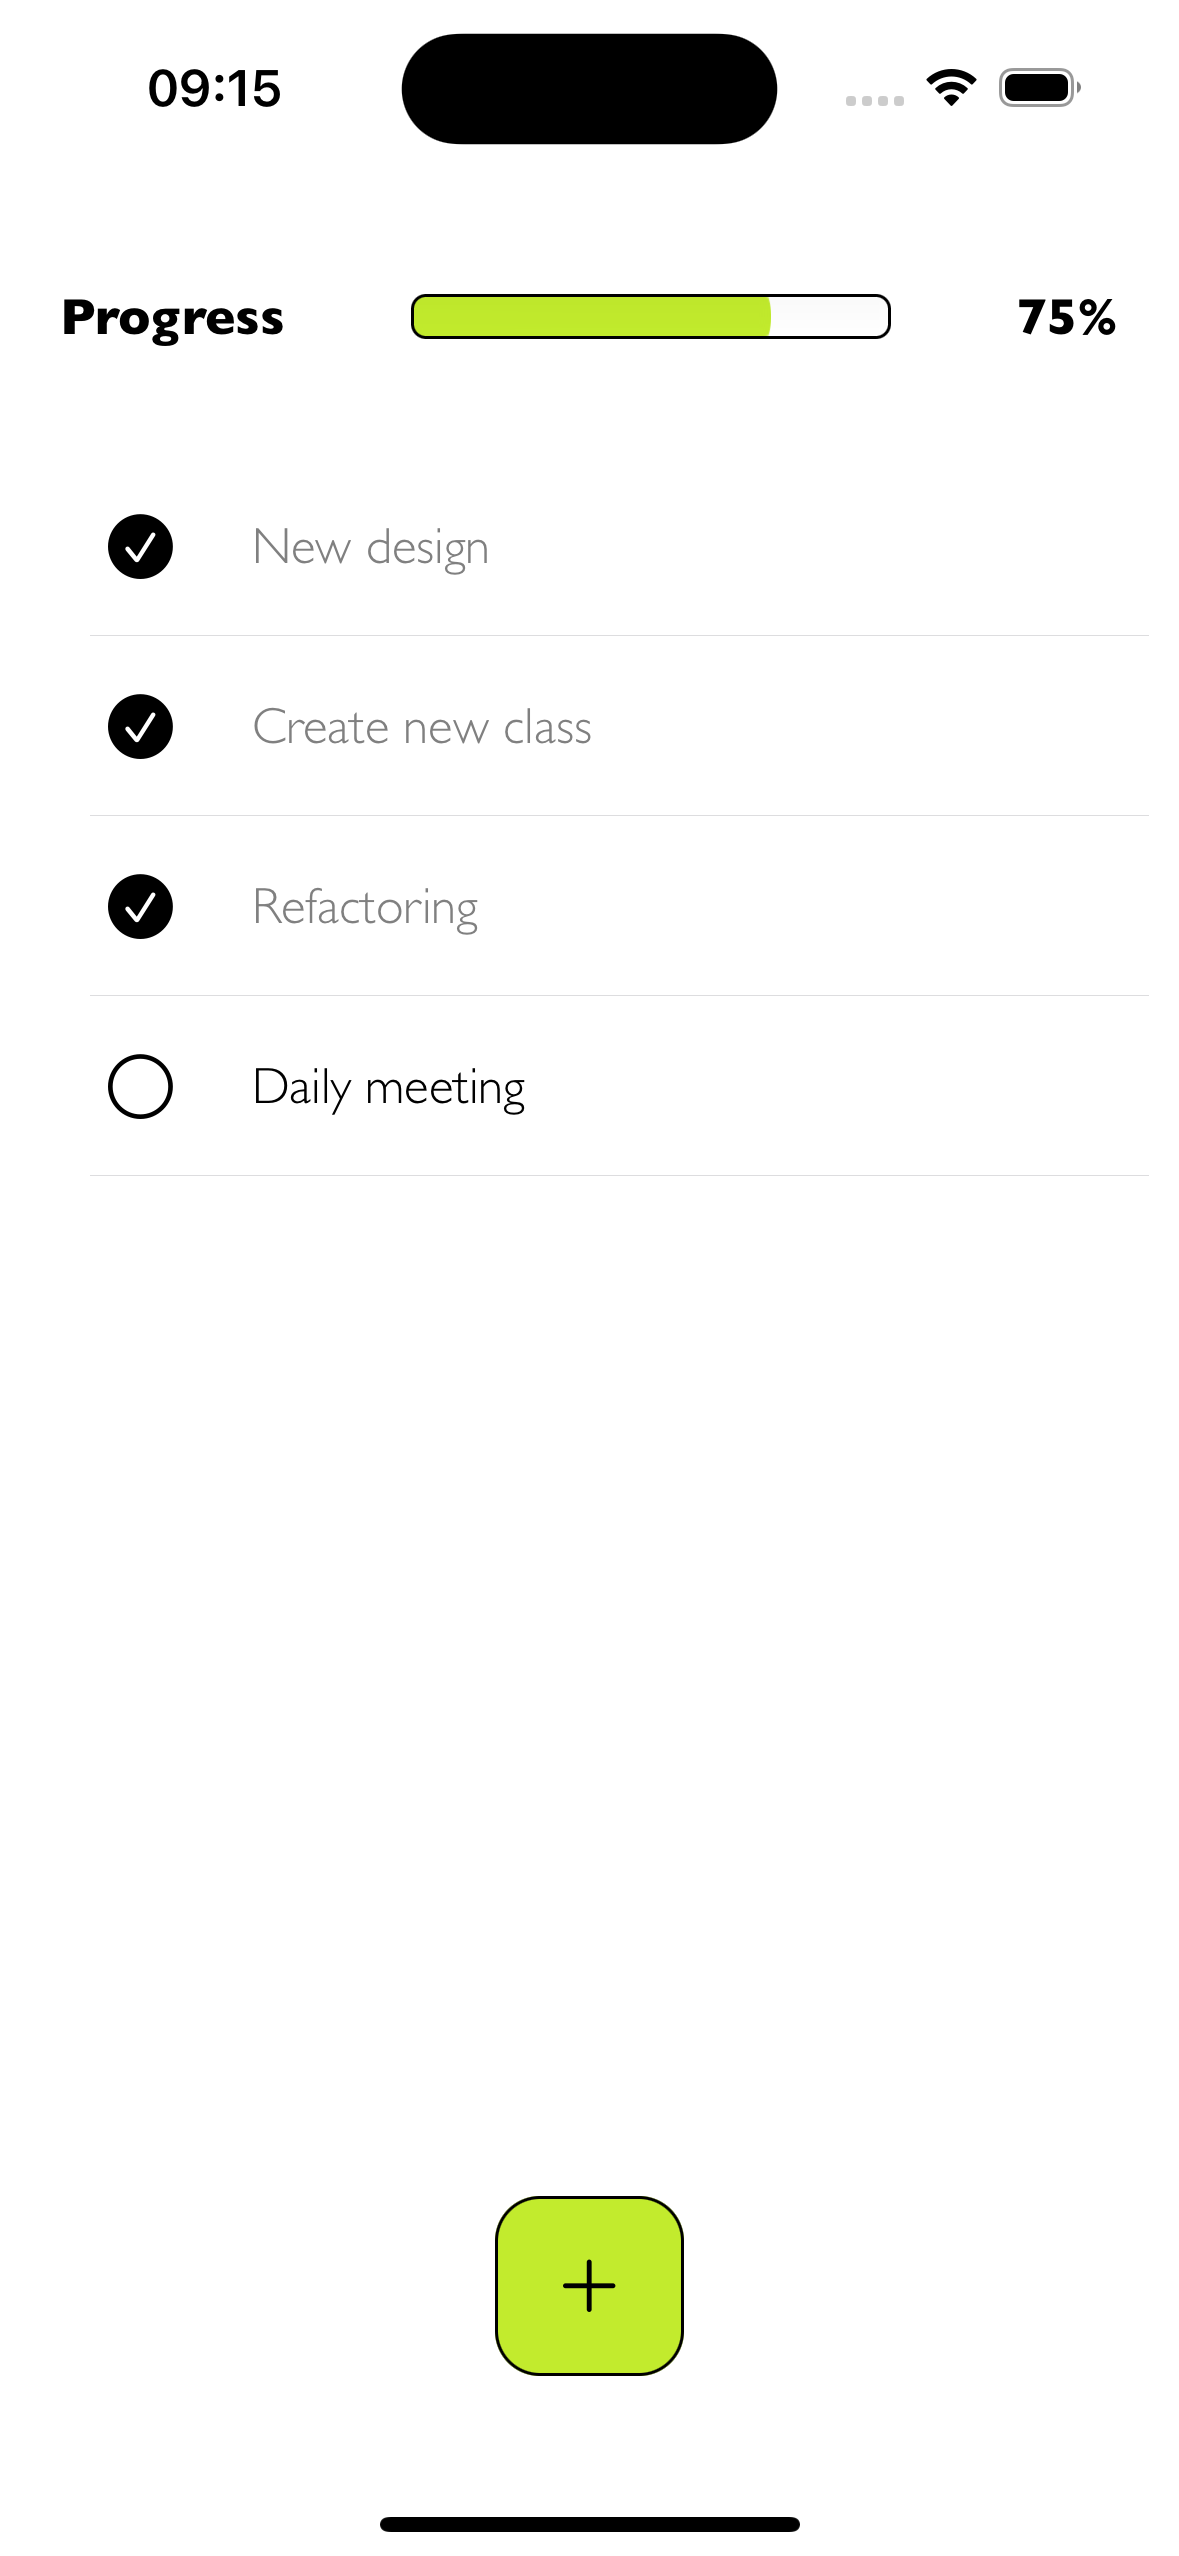 09:15
Progress 75%
New design
Create new class
Refactoring
Daily meeting